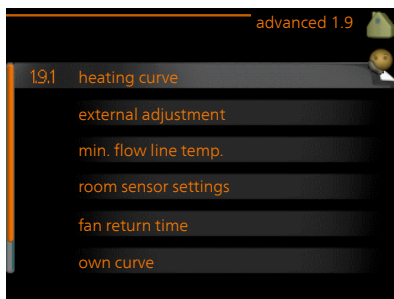 advanced 1.9
1.9.1 heating curve
external adjustment
min. flow line temp.
room sensor settings
fan return time
own curve